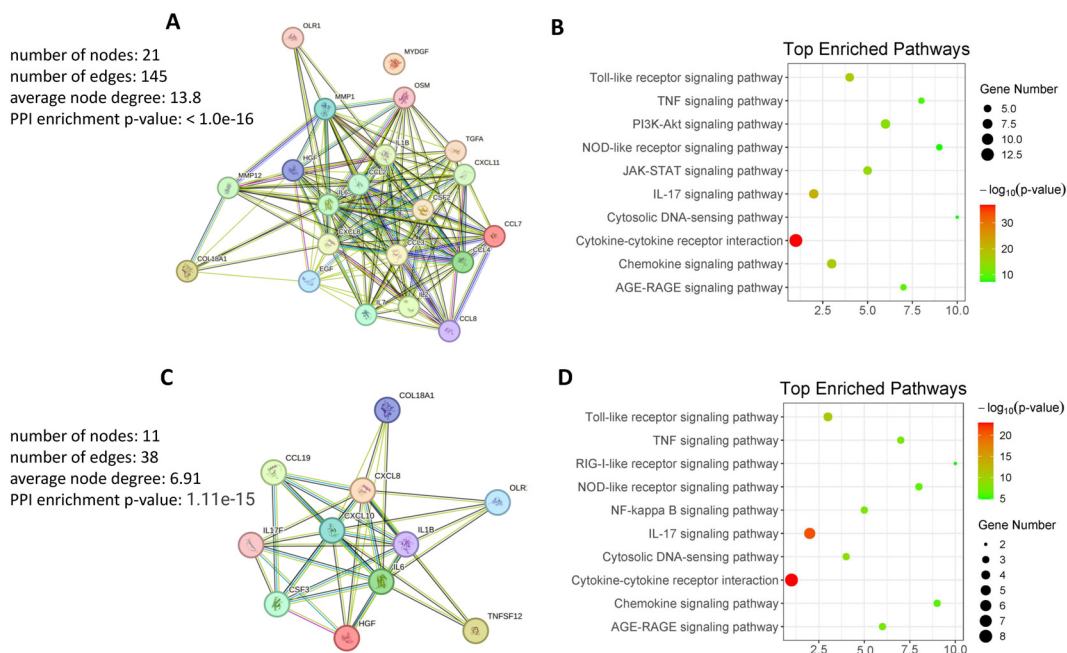 A
number of nodes: 21
number of edges: 145
average node degree: 13.8
PPI enrichment p-value: < 1.0e-16
OLR1
MYDGF
OSM
MMP1
IL1B
TGFA
HGF
CXCL11
CCL2
MMP12
IL6
CSF2
CXCL8
CCL7
CCL3
CCL4
COL18A1
EGF
IL7
CCL8
B
Top Enriched Pathways
Toll-like receptor signaling pathway
TNF signaling pathway
PI3K-Akt signaling pathway
NOD-like receptor signaling pathway
JAK-STAT signaling pathway
IL-17 signaling pathway
Cytosolic DNA-sensing pathway
Cytokine-cytokine receptor interaction
Chemokine signaling pathway
AGE-RAGE signaling pathway
2.5 5.0 7.5 10.0
Gene Number
5.0
7.5
10.0
12.5
−log10(p-value)
30
20
10
C
number of nodes: 11
number of edges: 38
average node degree: 6.91
PPI enrichment p-value: 1.11e-15
COL18A1
CCL19
CXCL8
OLR
CXCL10
IL17F
IL1B
IL6
CSF3
TNFSF12
HGF
D
Top Enriched Pathways
Toll-like receptor signaling pathway
TNF signaling pathway
RIG-I-like receptor signaling pathway
NOD-like receptor signaling pathway
NF-kappa B signaling pathway
IL-17 signaling pathway
Cytosolic DNA-sensing pathway
Cytokine-cytokine receptor interaction
Chemokine signaling pathway
AGE-RAGE signaling pathway
2.5 5.0 7.5 10.0
−log10(p-value)
20
15
10
5
Gene Number
2
3
4
5
6
7
8